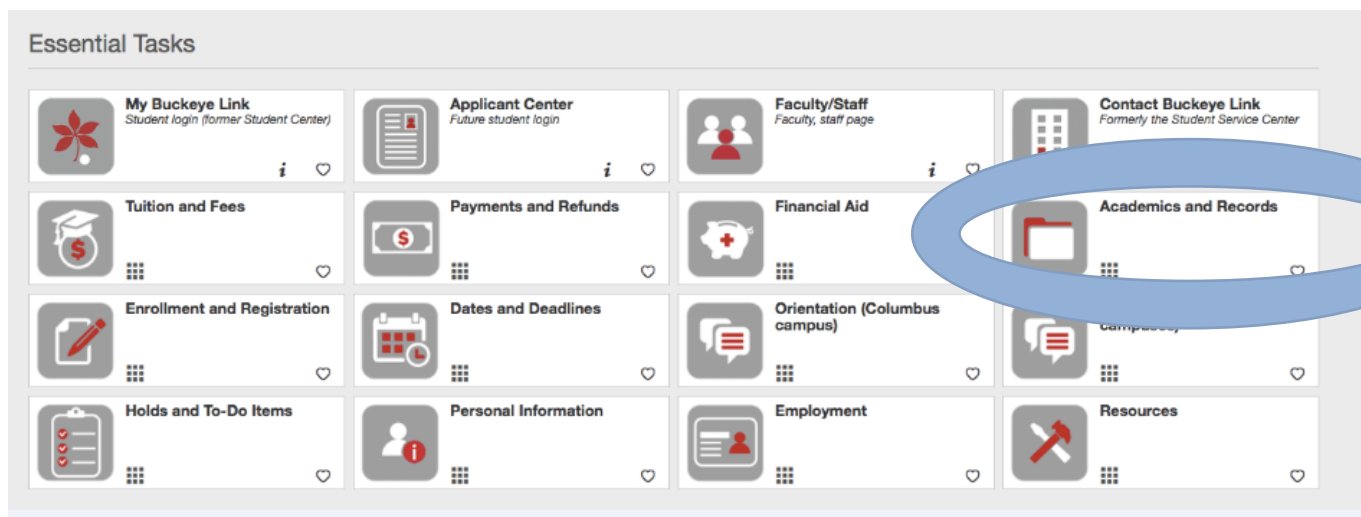 Essential Tasks
My Buckeye Link
Student login (former Student Center)
Applicant Center
Future student login
Faculty/Staff
Faculty, staff page
Contact Buckeye Link
Formerly the Student Service Center
Tuition and Fees
Payments and Refunds
Financial Aid
Academics and Records
Enrollment and Registration
Dates and Deadlines
Orientation (Columbus
campus)
campuses)
Holds and To-Do Items
Personal Information
Employment
Resources